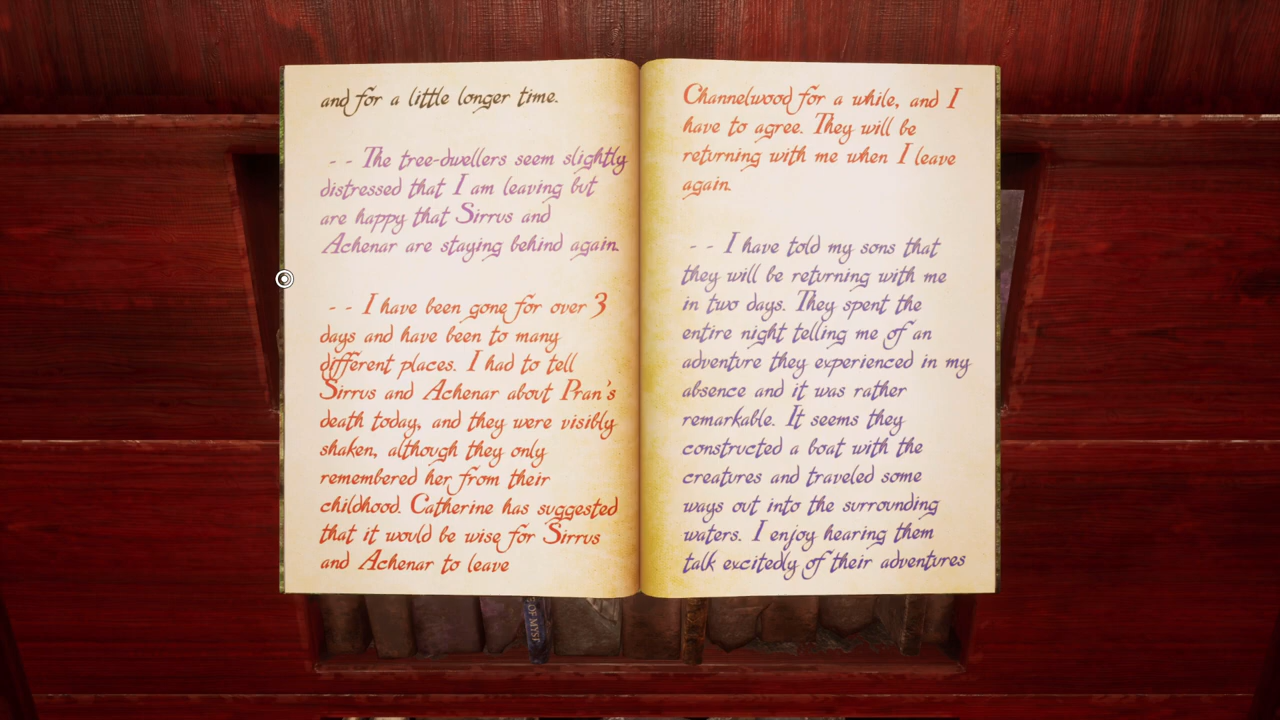 and for a little longer time.
- - The tree-dwellers seem slightly
distressed that I am leaving but
are happy that Sirrus and
Achenar are staying behind again.
- - I have been gone for over 3
days and have been to many
different places. I had to tell
Sirrus and Achenar about Pran's
death today, and they were visibly
shaken, although they only
remembered her from their
childhood. Catherine has suggested
that it would be wise for Sirrus
and Achenar to leave
Channelwood for a while, and I
have to agree. They will be
returning with me when I leave
again.
- - I have told my sons that
they will be returning with me
in two days. They spent the
entire night telling me of an
adventure they experienced in my
absence and it was rather
remarkable. It seems they
constructed a boat with the
creatures and traveled some
ways out into the surrounding
waters. I enjoy hearing them
talk excitedly of their adventures
OF MYST